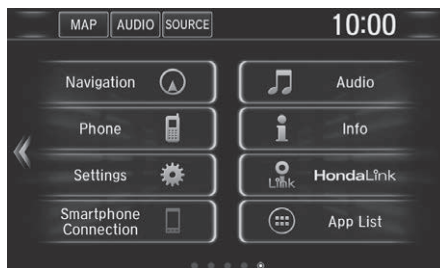 MAP AUDIO SOURCE 10:00
Navigation
Audio
Phone
Info
Settings
Link HondaLink
Smartphone
Connection
App List